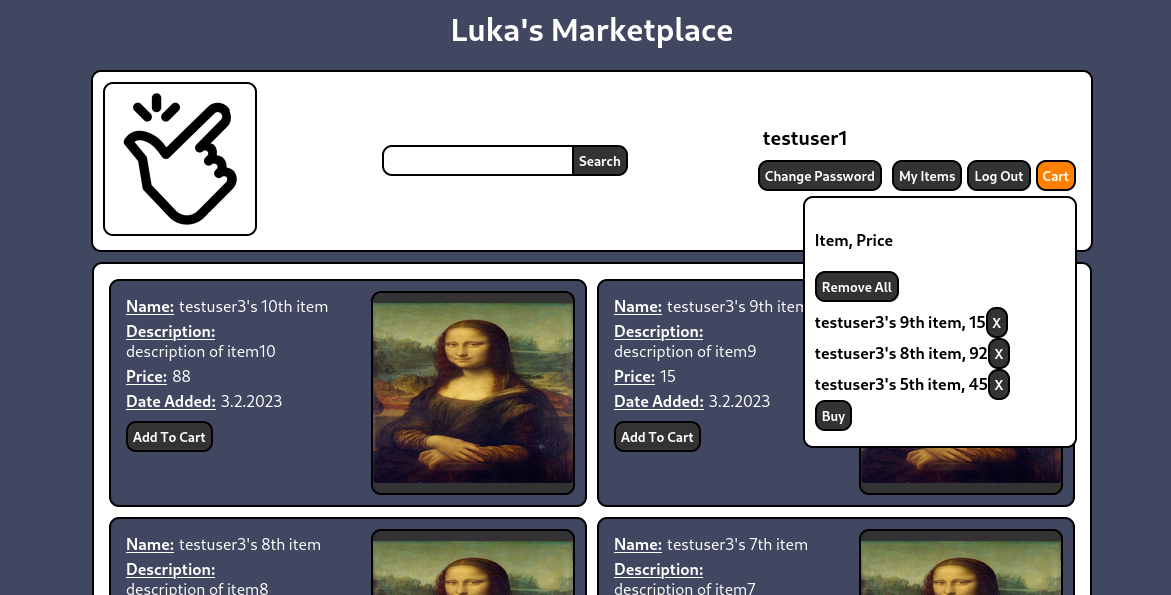 Luka's Marketplace
testuser1
Search
Change Password
My Items
Log Out
Cart
Item, Price
Remove All
testuser3's 9th item, 15 X
testuser3's 8th item, 92 X
testuser3's 5th item, 45 X
Buy
Name: testuser3's 10th item
Description:
description of item10
Price: 88
Date Added: 3.2.2023
Add To Cart
Name: testuser3's 9th item
Description:
description of item9
Price: 15
Date Added: 3.2.2023
Add To Cart
Name: testuser3's 8th item
Description:
description of item8
Name: testuser3's 7th item
Description:
description of item7